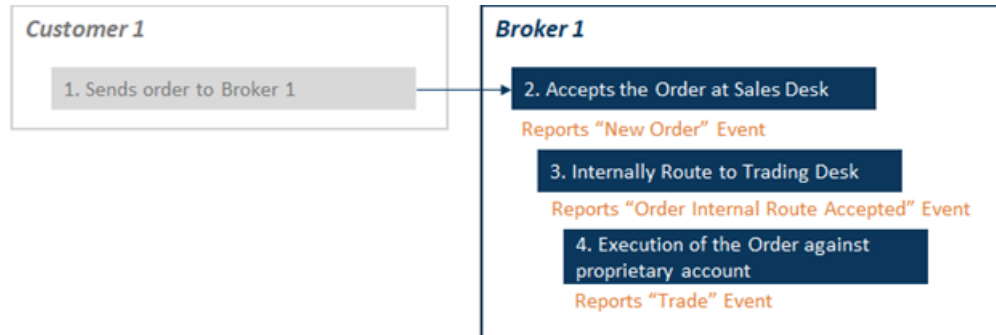 Customer 1
1. Sends order to Broker 1
Broker 1
2. Accepts the Order at Sales Desk
Reports “New Order” Event
3. Internally Route to Trading Desk
Reports “Order Internal Route Accepted” Event
4. Execution of the Order against
proprietary account
Reports “Trade” Event